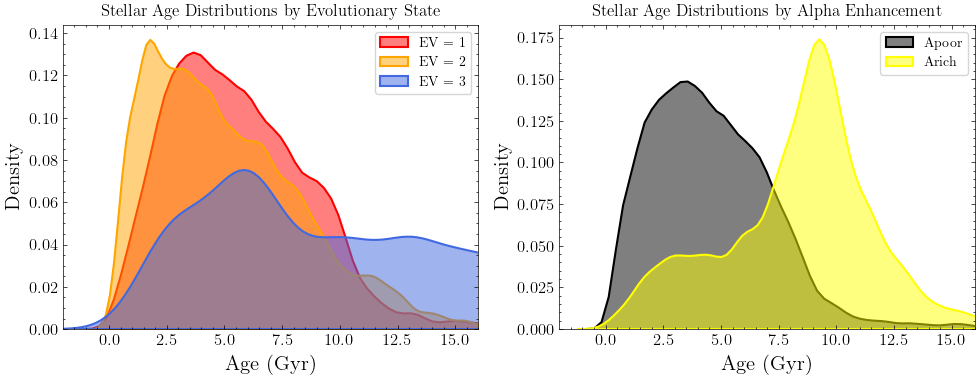 Stellar Age Distributions by Evolutionary State
0.14
0.12
0.10
0.08
0.06
0.04
0.02
0.00
Density
EV = 1
EV = 2
EV = 3
0.0 2.5 5.0 7.5 10.0 12.5 15.0
Age (Gyr)
Stellar Age Distributions by Alpha Enhancement
0.175
0.150
0.125
0.100
0.075
0.050
0.025
0.000
Density
Apoor
Arich
0.0 2.5 5.0 7.5 10.0 12.5 15.0
Age (Gyr)